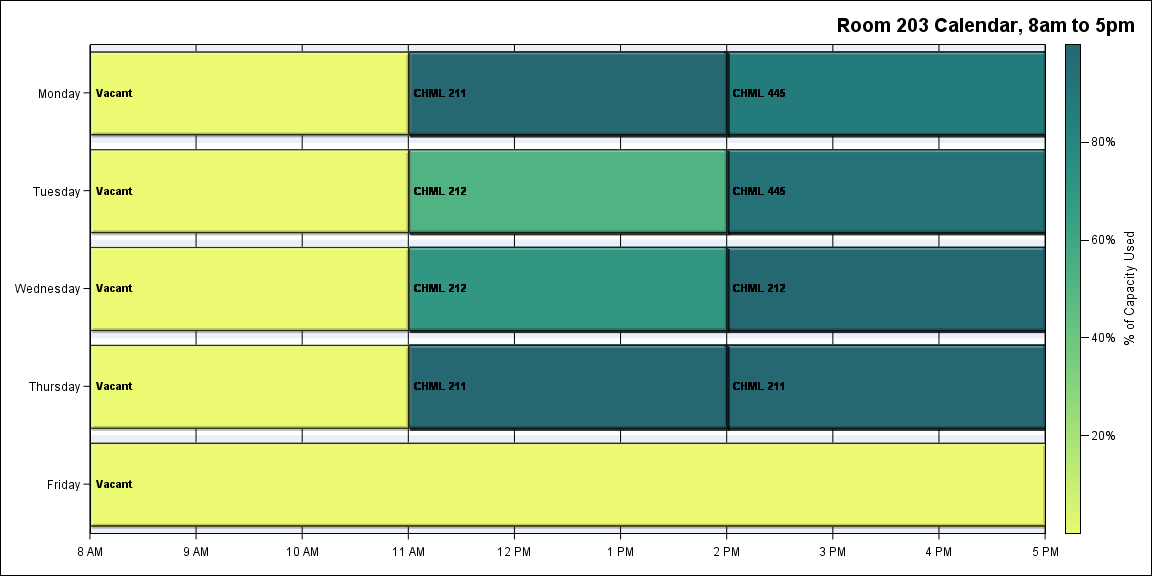 Room 203 Calendar, 8am to 5pm
Monday
Vacant
CHML 211
CHML 445
80%
Tuesday
Vacant
CHML 212
CHML 445
60%
% of Capacity Used
Wednesday
Vacant
CHML 212
CHML 212
40%
Thursday
Vacant
CHML 211
CHML 211
20%
Friday
Vacant
8 AM 9 AM 10 AM 11 AM 12 PM 1 PM 2 PM 3 PM 4 PM 5 PM